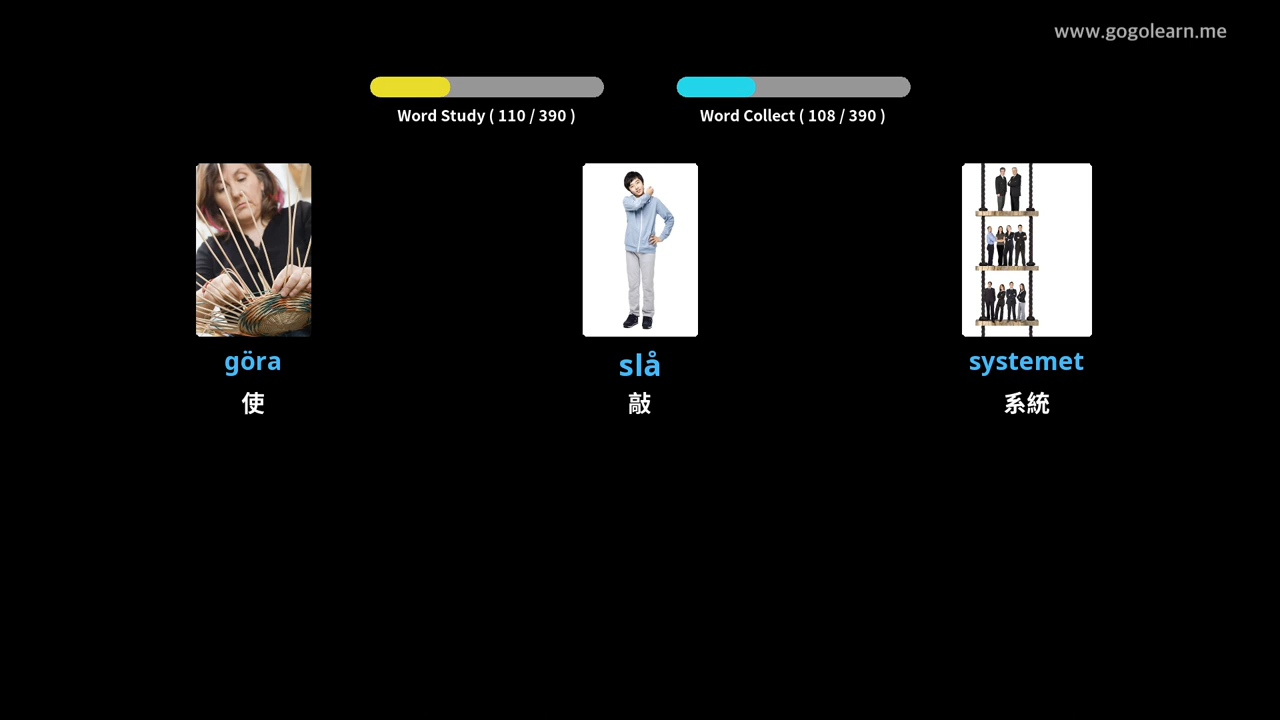 www.gogolearn.me
Word Study ( 110 / 390 )
Word Collect ( 108 / 390 )
göra
slå
systemet
使
敲
系統